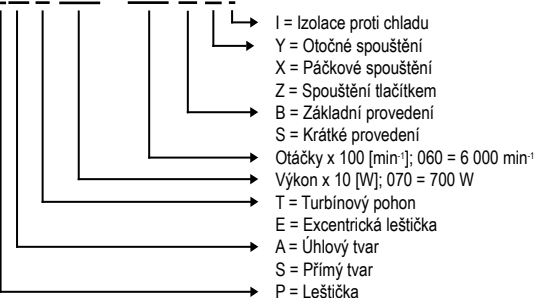 I = Izolace proti chladu
Y = Otočné spouštění
X = Páčkové spouštění
Z = Spouštění tlačítkem
B = Základní provedení
S = Krátké provedení
Otáčky x 100 [min-1]; 060 = 6 000 min-1
Výkon x 10 [W]; 070 = 700 W
T = Turbínový pohon
E = Excentrická leštička
A = Úhlový tvar
S = Přímý tvar
P = Leštička